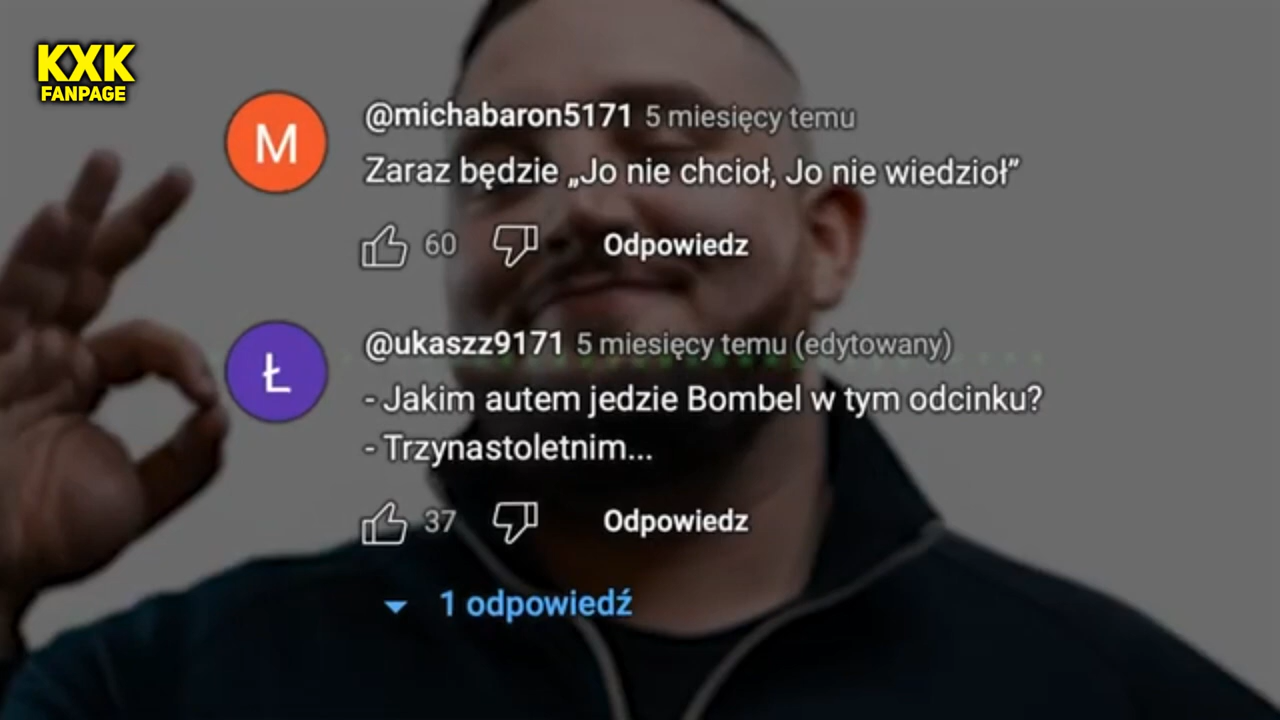 KXK
FANPAGE
M
@michabaron5171 5 miesięcy temu
Zaraz będzie „Jo nie chcioł, Jo nie wiedzioł”
60 Odpowiedz
Ł
@ukaszz9171 5 miesięcy temu (edytowany)
- Jakim autem jedzie Bombel w tym odcinku?
- Trzynastoletnim...
37 Odpowiedz
1 odpowiedź